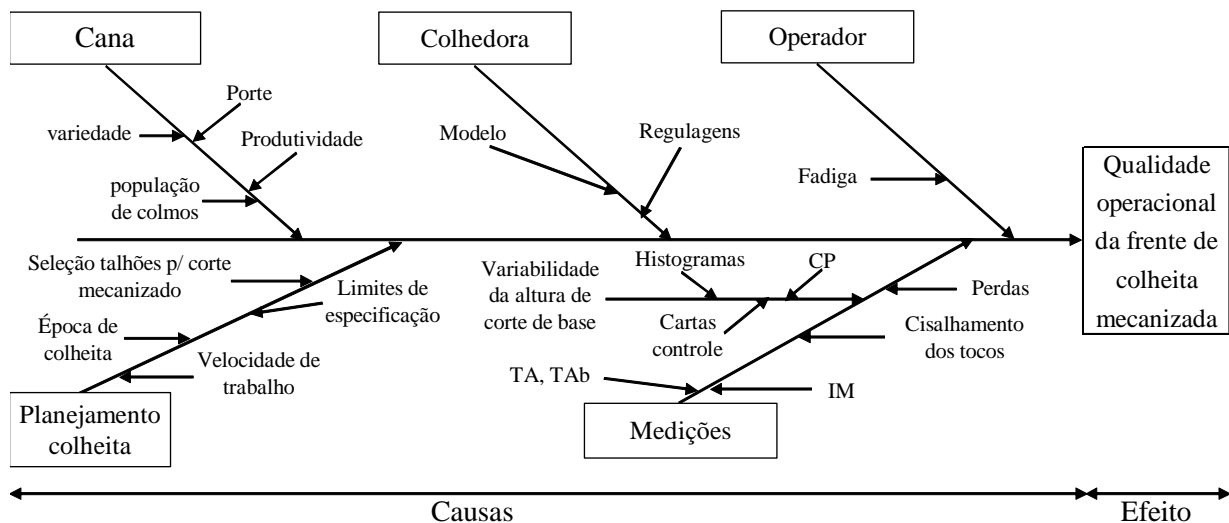 Cana
Colhedora
Operador
Porte
variedade
Produtividade
população
de colmos
Modelo
Regulagens
Fadiga
Qualidade
operacional
da frente de
colheita
mecanizada
Seleção talhões p/ corte
mecanizado
Limites de
especificação
Época de
colheita
Velocidade de
trabalho
Planejamento
colheita
Histogramas
CP
Variabilidade
da altura de
corte de base
Cartas
controle
Perdas
Cisalhamento
dos tocos
TA, TAb
IM
Medições
Causas
Efeito